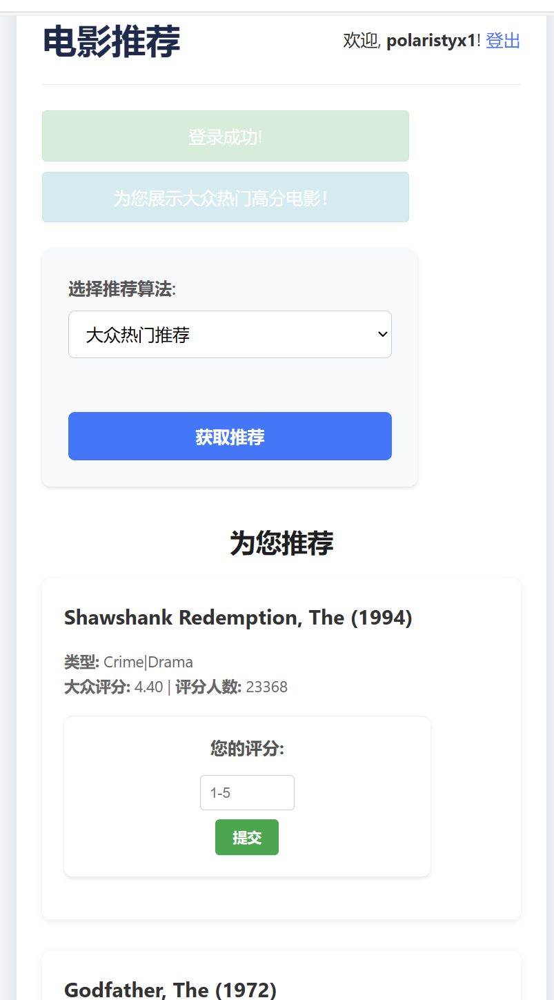 电影推荐
欢迎, polaristyx1! 登出
登录成功!
为您展示大众热门高分电影!
选择推荐算法:
大众热门推荐
获取推荐
为您推荐
Shawshank Redemption, The (1994)
类型: Crime|Drama
大众评分: 4.40 | 评分人数: 23368
您的评分:
1-5
提交
Godfather, The (1972)